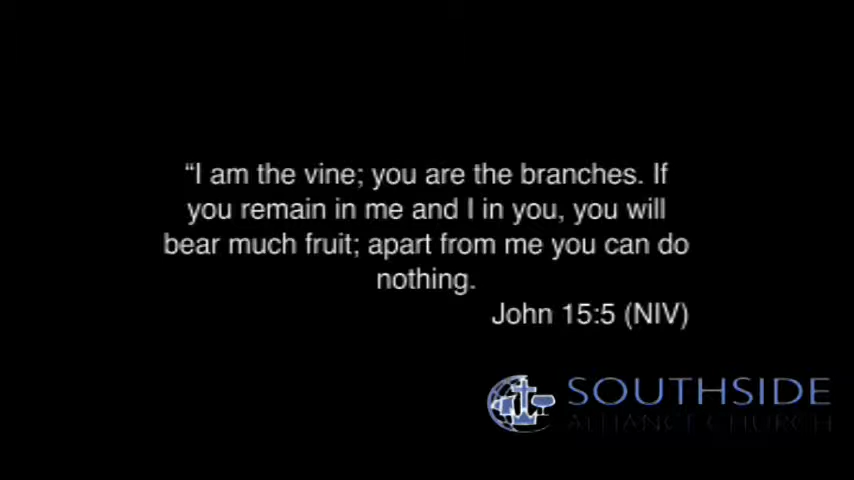 “I am the vine; you are the branches. If
you remain in me and I in you, you will
bear much fruit; apart from me you can do
nothing.
John 15:5 (NIV)
SOUTHSIDE
ALLIANCE CHURCH